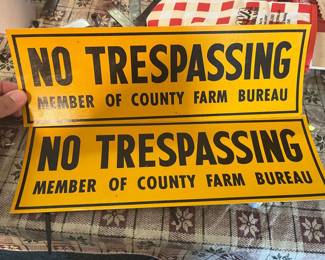 NO TRESPASSING
MEMBER OF COUNTY FARM BUREAU
NO TRESPASSING
MEMBER OF COUNTY FARM BUREAU